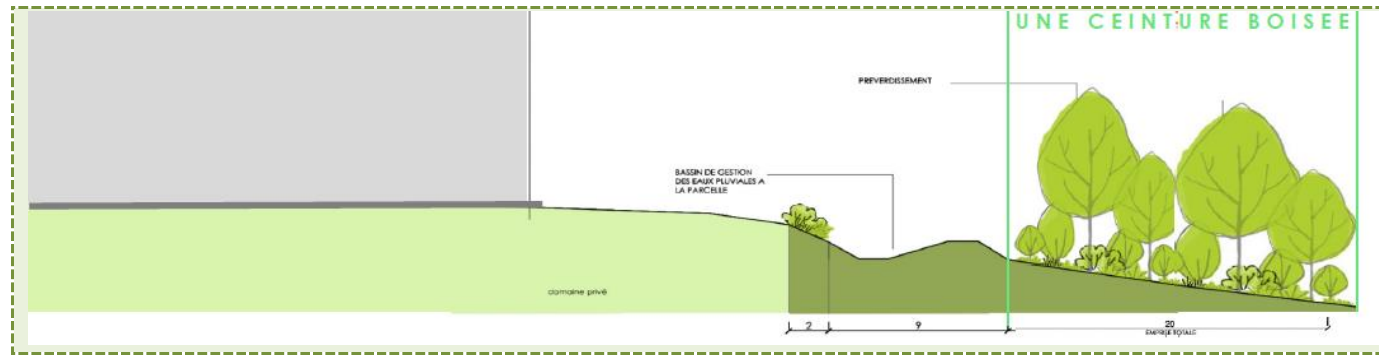 UNE CEINTURE BOISEE
PREVERDISSEMENT
BASSIN DE GESTION
DES EAUX PLUVIALES A
LA PARCELLE
domaine privé
2
9
20
EMPRISE TOTALE